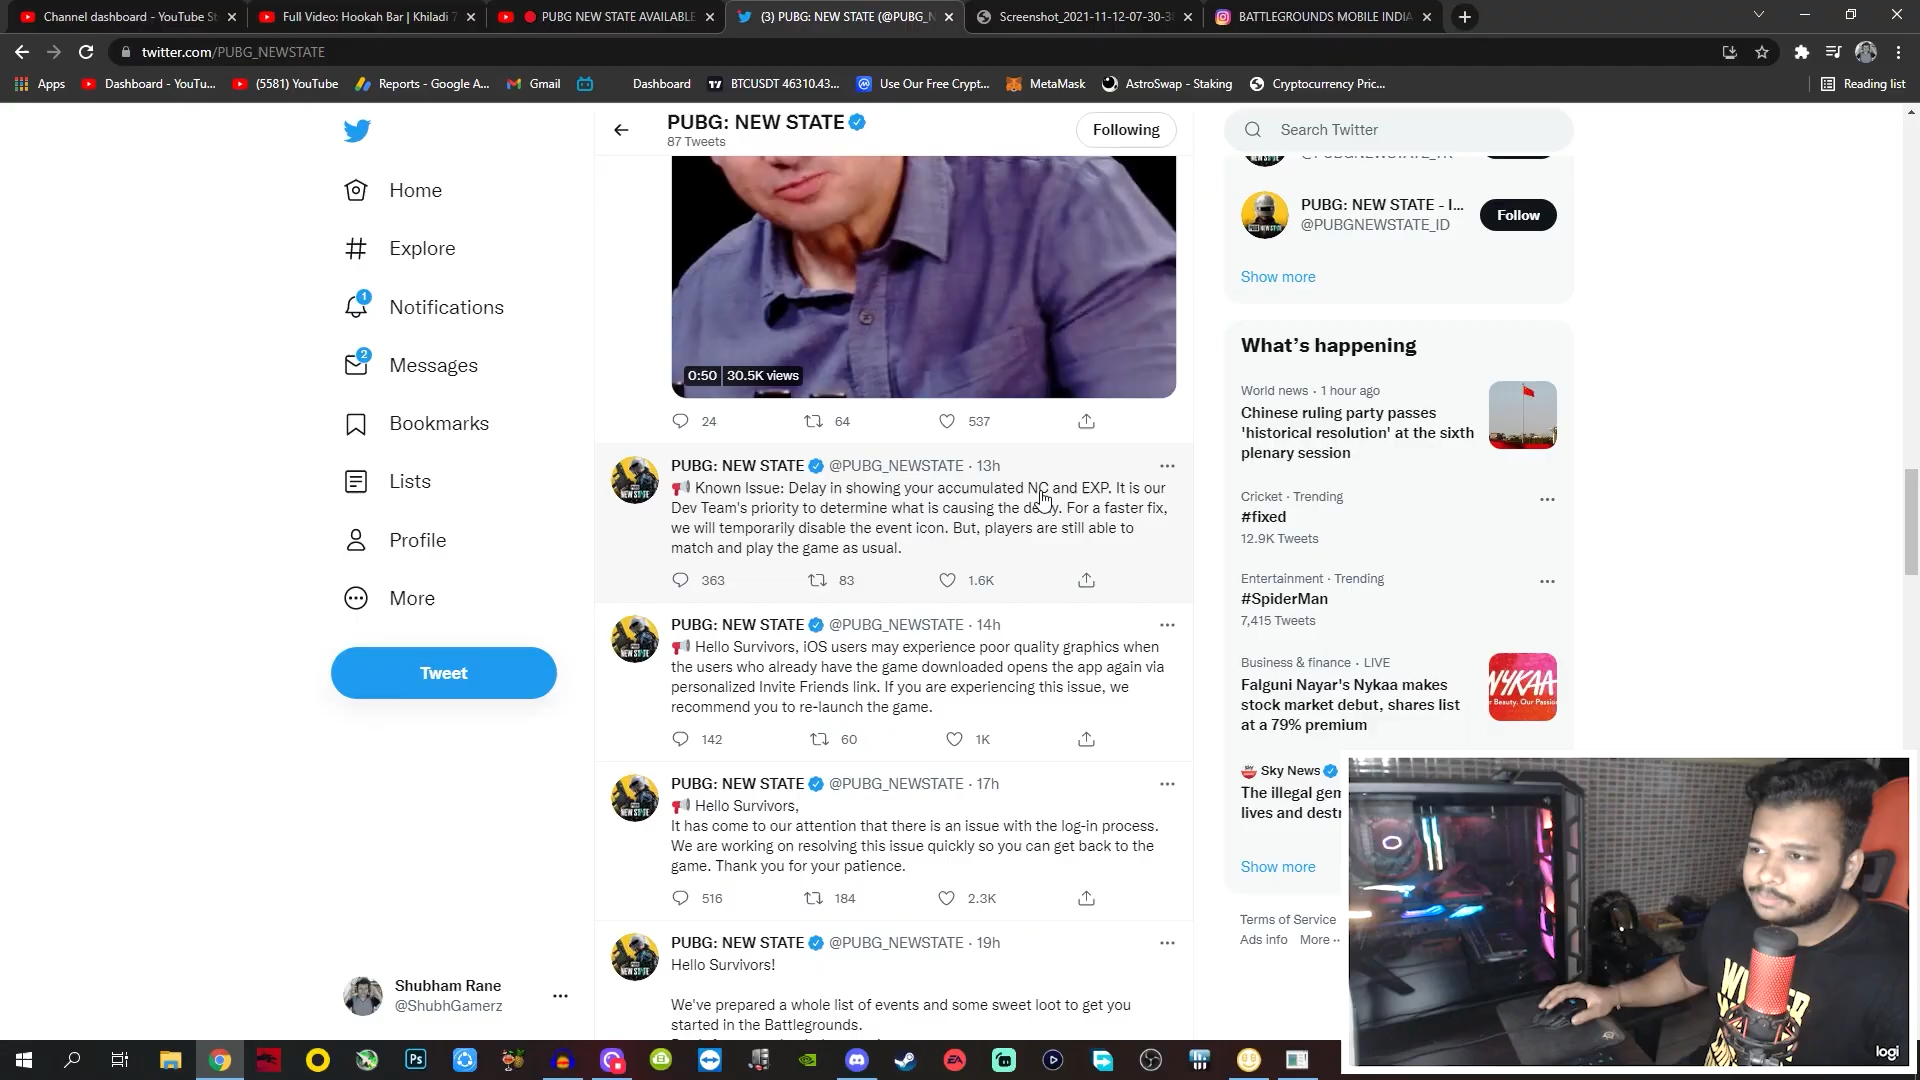 Channel dashboard - YouTube St
Full Video: Hookah Bar | Khiladi 7
PUBG NEW STATE AVAILABLE
(3) PUBG: NEW STATE (@PUBG_N
Screenshot_2021-11-12-07-30-3
BATTLEGROUNDS MOBILE INDIA
twitter.com/PUBG_NEWSTATE
Apps
Dashboard - YouTu...
(5581) YouTube
Reports - Google A...
Gmail
Dashboard
BTCUSDT 46310.43...
Use Our Free Crypt...
MetaMask
AstroSwap - Staking
Cryptocurrency Pric...
Reading list
PUBG: NEW STATE
87 Tweets
Following
Search Twitter
Home
Explore
1
Notifications
2
Messages
Bookmarks
Lists
Profile
More
Tweet
Shubham Rane
@ShubhGamerz
0:50 30.5K views
24 64 537
PUBG: NEW STATE @PUBG_NEWSTATE · 13h
Known Issue: Delay in showing your accumulated NC and EXP. It is our
Dev Team's priority to determine what is causing the delay. For a faster fix,
we will temporarily disable the event icon. But, players are still able to
match and play the game as usual.
363 83 1.6K
PUBG: NEW STATE @PUBG_NEWSTATE · 14h
Hello Survivors, iOS users may experience poor quality graphics when
the users who already have the game downloaded opens the app again via
personalized Invite Friends link. If you are experiencing this issue, we
recommend you to re-launch the game.
142 60 1K
PUBG: NEW STATE @PUBG_NEWSTATE · 17h
Hello Survivors,
It has come to our attention that there is an issue with the log-in process.
We are working on resolving this issue quickly so you can get back to the
game. Thank you for your patience.
516 184 2.3K
PUBG: NEW STATE @PUBG_NEWSTATE · 19h
Hello Survivors!
We've prepared a whole list of events and some sweet loot to get you
started in the Battlegrounds.
PUBG: NEW STATE - I...
@PUBGNEWSTATE_ID
Follow
Show more
What's happening
World news · 1 hour ago
Chinese ruling party passes
'historical resolution' at the sixth
plenary session
Cricket · Trending
#fixed
12.9K Tweets
Entertainment · Trending
#SpiderMan
7,415 Tweets
Business & finance · LIVE
Falguni Nayar's Nykaa makes
stock market debut, shares list
at a 79% premium
NYKAA
Sky News
The illegal gem
lives and destr
Show more
Terms of Service
Ads info More ··
logi